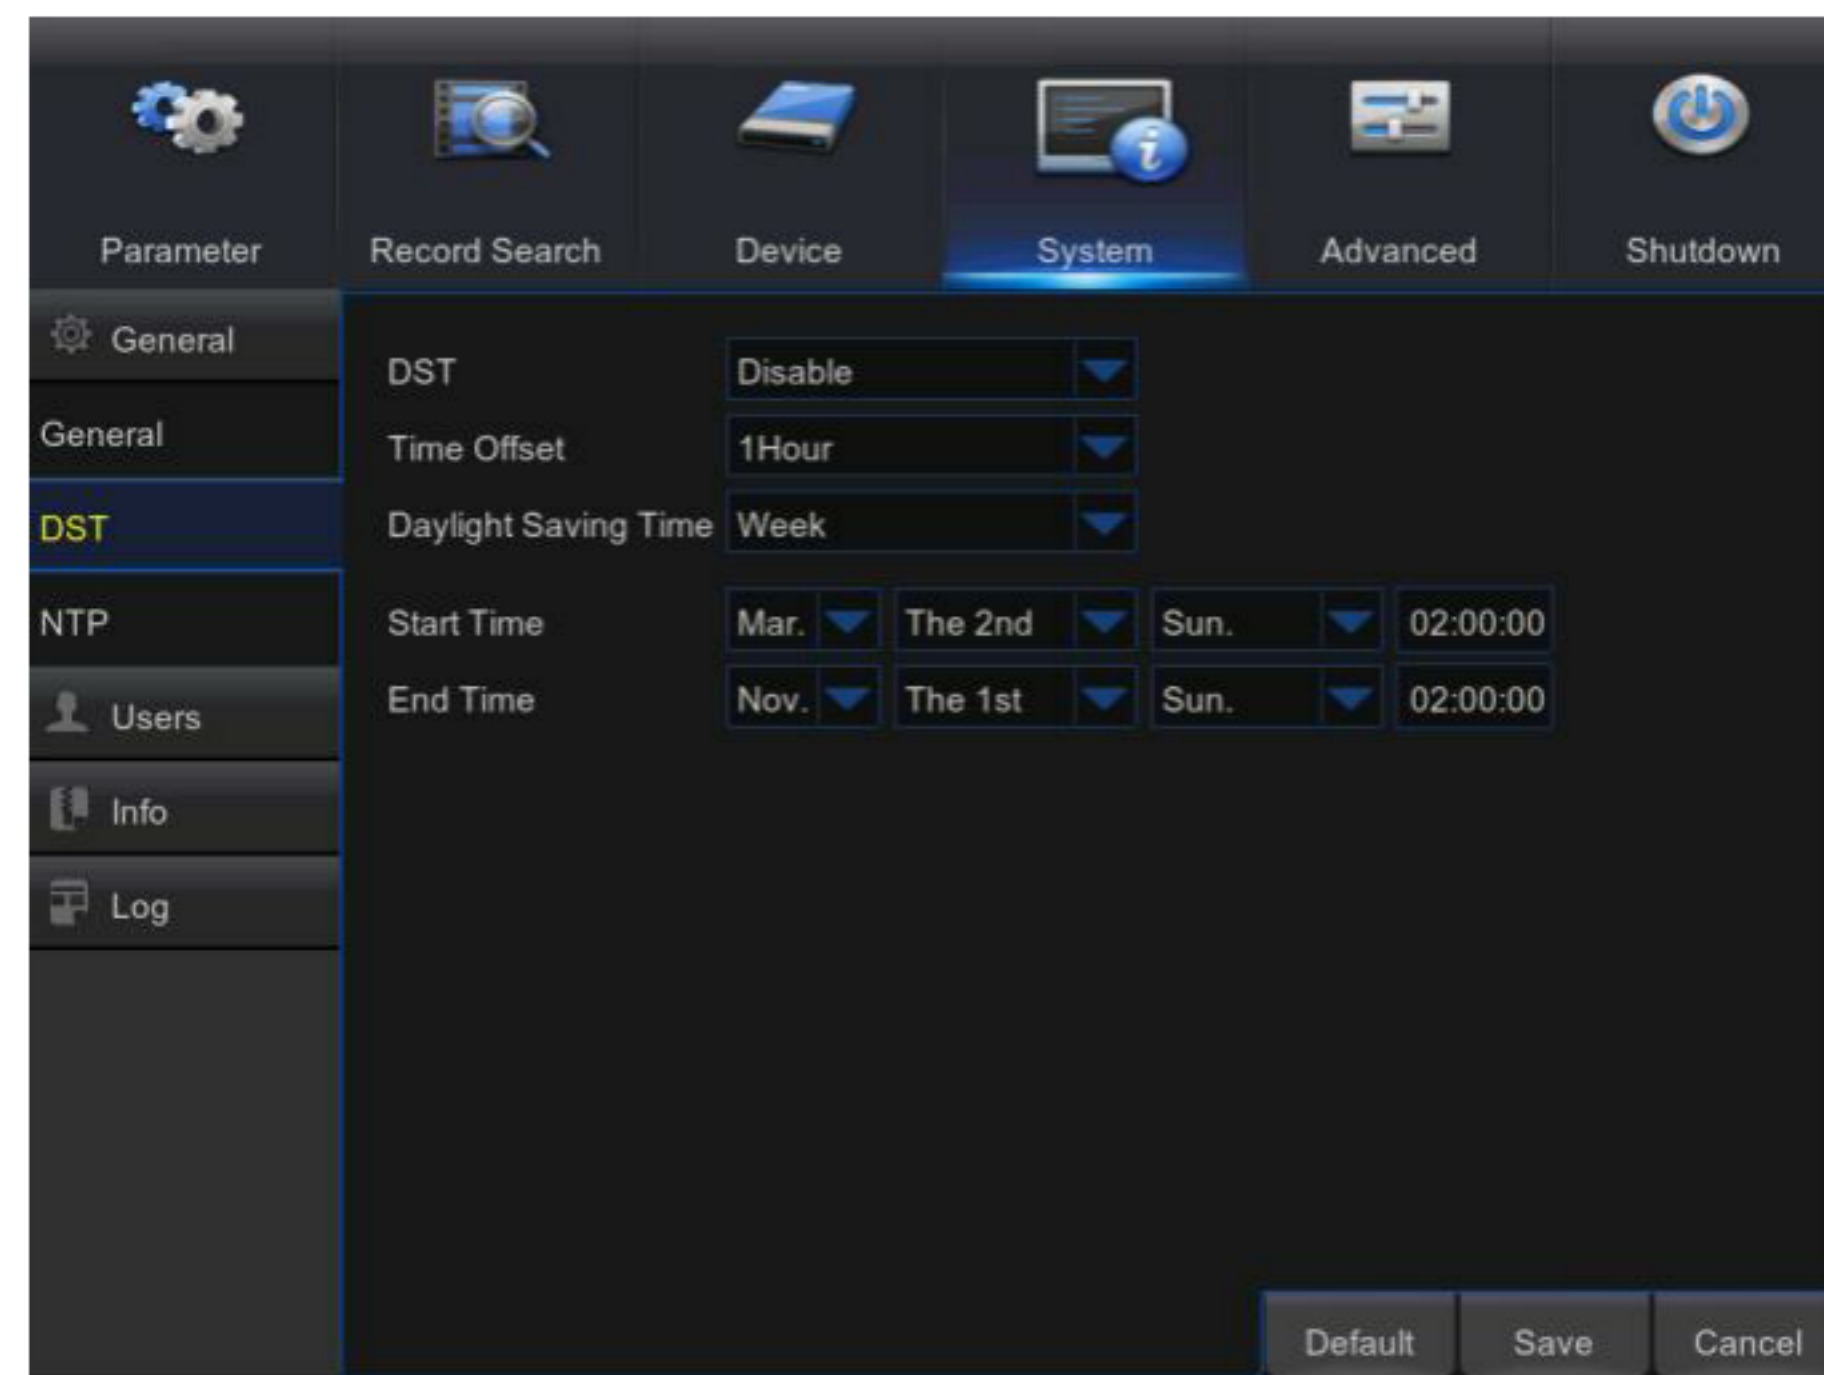 Parameter Record Search Device System Advanced Shutdown
General
General
DST
NTP
Users
Info
Log
DST Disable
Time Offset 1Hour
Daylight Saving Time Week
Start Time Mar. The 2nd Sun. 02:00:00
End Time Nov. The 1st Sun. 02:00:00
Default Save Cancel